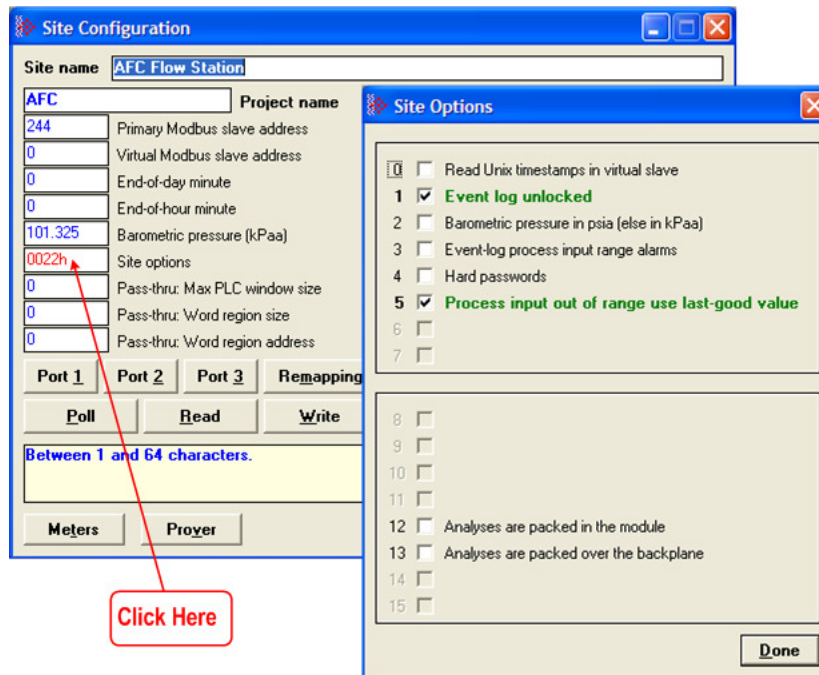 Site Configuration
Site name AFC Flow Station
AFC Project name
244 Primary Modbus slave address
0 Virtual Modbus slave address
0 End-of-day minute
0 End-of-hour minute
101.325 Barometric pressure (kPaa)
0022h Site options
0 Pass-thru: Max PLC window size
0 Pass-thru: Word region size
0 Pass-thru: Word region address
Port 1 Port 2 Port 3 Remapping
Poll Read Write
Between 1 and 64 characters.
Meters Prover
Click Here
Site Options
0 Read Unix timestamps in virtual slave
1 Event log unlocked
2 Barometric pressure in psia (else in kPaa)
3 Event-log process input range alarms
4 Hard passwords
5 Process input out of range use last-good value
6
7
8
9
10
11
12 Analyses are packed in the module
13 Analyses are packed over the backplane
14
15
Done